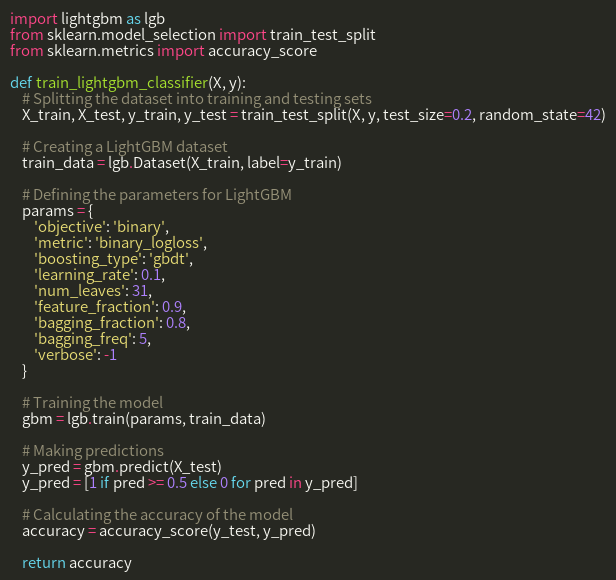 import lightgbm as lgb
from sklearn.model_selection import train_test_split
from sklearn.metrics import accuracy_score

def train_lightgbm_classifier(X, y):
    # Splitting the dataset into training and testing sets
    X_train, X_test, y_train, y_test = train_test_split(X, y, test_size=0.2, random_state=42)

    # Creating a LightGBM dataset
    train_data = lgb.Dataset(X_train, label=y_train)

    # Defining the parameters for LightGBM
    params = {
        'objective': 'binary',
        'metric': 'binary_logloss',
        'boosting_type': 'gbdt',
        'learning_rate': 0.1,
        'num_leaves': 31,
        'feature_fraction': 0.9,
        'bagging_fraction': 0.8,
        'bagging_freq': 5,
        'verbose': -1
    }

    # Training the model
    gbm = lgb.train(params, train_data)

    # Making predictions
    y_pred = gbm.predict(X_test)
    y_pred = [1 if pred >= 0.5 else 0 for pred in y_pred]

    # Calculating the accuracy of the model
    accuracy = accuracy_score(y_test, y_pred)

    return accuracy